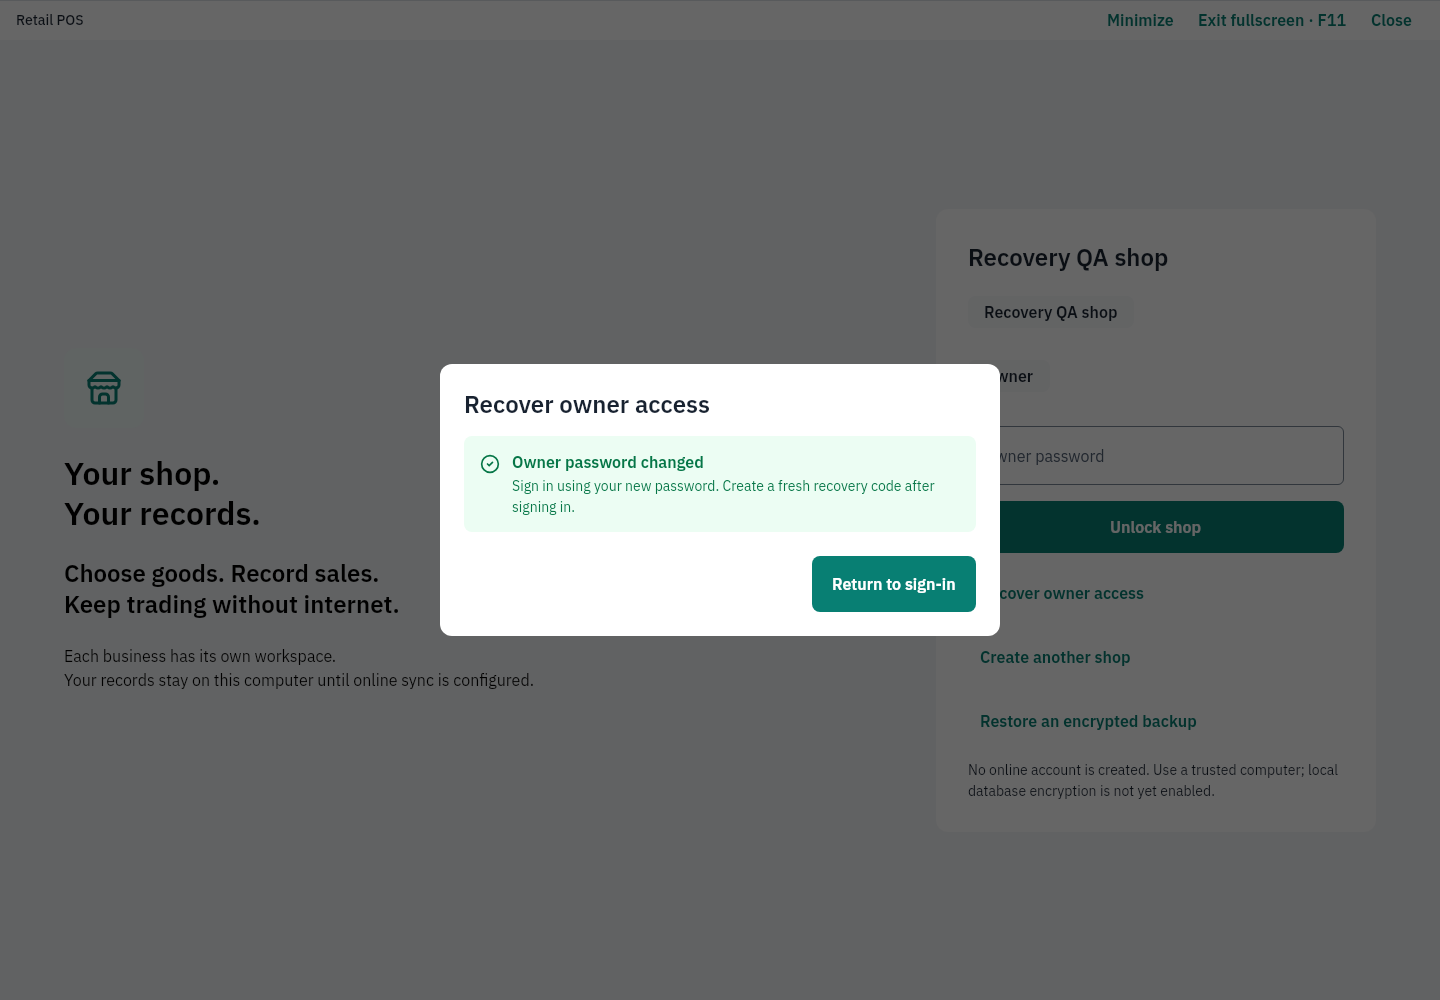 Retail POS
Minimize
Exit fullscreen · F11
Close
Your shop.
Your records.
Choose goods. Record sales.
Keep trading without internet.
Each business has its own workspace.
Your records stay on this computer until online sync is configured.
Recover owner access
Owner password changed
Sign in using your new password. Create a fresh recovery code after
signing in.
Return to sign-in
Recovery QA shop
Recovery QA shop
wner
wner password
Unlock shop
cover owner access
Create another shop
Restore an encrypted backup
No online account is created. Use a trusted computer; local
database encryption is not yet enabled.